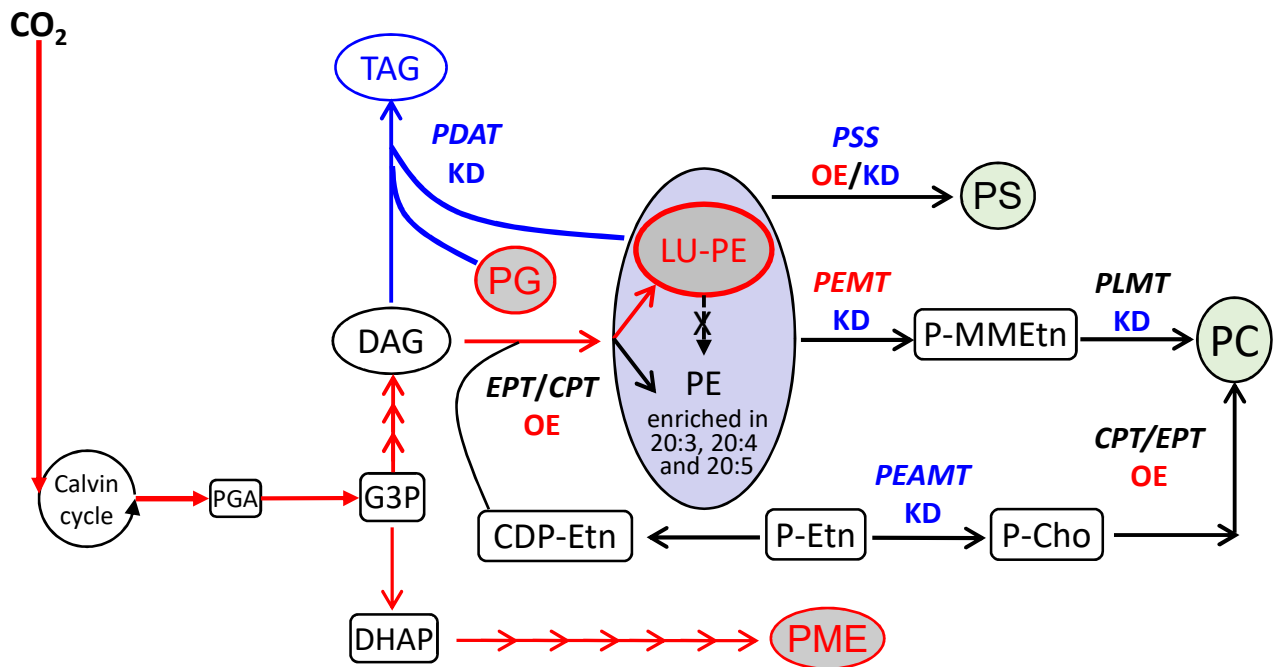 CO2
TAG
PDAT
KD
PSS
OE/KD
PS
LU-PE
PG
PEMT
KD
PLMT
KD
DAG
X
P-MMEtn
PC
EPT/CPT
OE
PE
enriched in
20:3, 20:4
and 20:5
CPT/EPT
OE
Calvin
cycle
PGA
G3P
PEAMT
KD
CDP-Etn
P-Etn
P-Cho
DHAP
PME